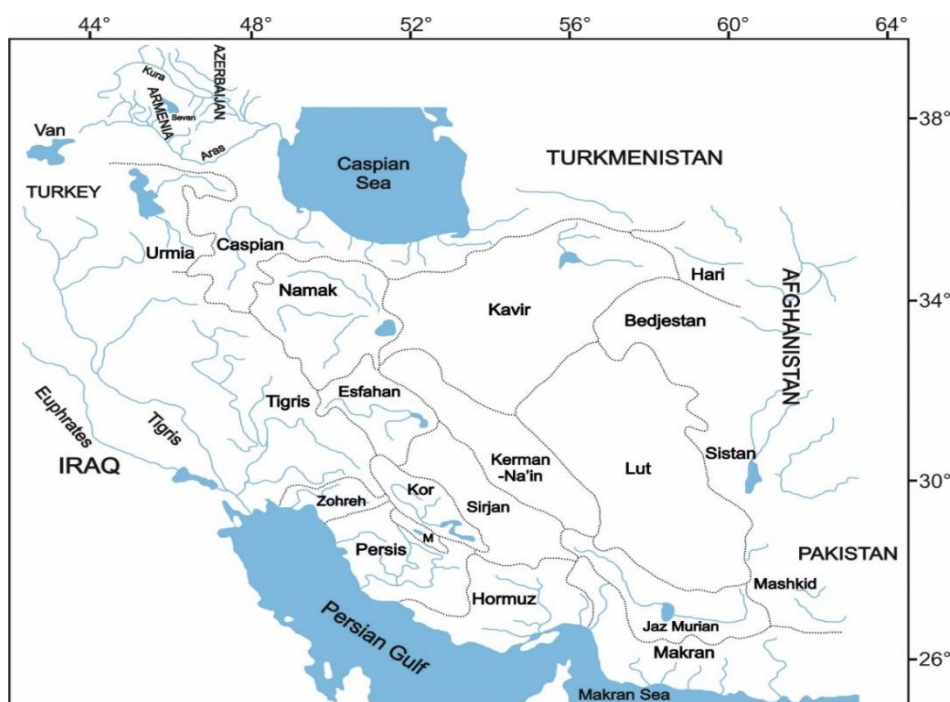 44° 48° 52° 56° 60° 64°
Kura
AZERBAIJAN
ARMENIA
Sevan
Aras
38°
Van
Caspian
Sea
TURKMENISTAN
TURKEY
Urmia
Caspian
Hari
Namak
Kavir
34°
Bedjestan
AFGHANISTAN
Esfahan
Tigris
Euphrates
Tigris
IRAQ
Kerman
-Na'in
Lut
Sistan
30°
Kor
Zohreh
Sirjan
M
Persis
PAKISTAN
Mashkid
Hormuz
Jaz Murian
Persian Gulf
Makran
26°
Makran Sea